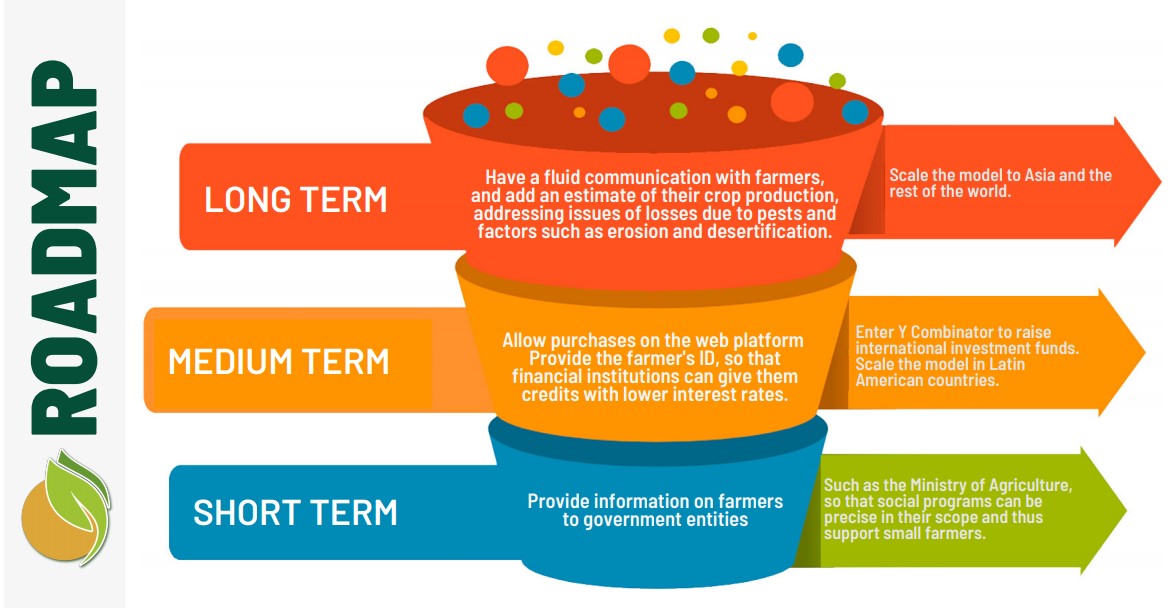 ROADMAP
LONG TERM
Have a fluid communication with farmers,
and add an estimate of their crop production,
addressing issues of losses due to pests and
factors such as erosion and desertification.
Scale the model to Asia and the
rest of the world.
MEDIUM TERM
Allow purchases on the web platform
Provide the farmer's ID, so that
financial institutions can give them
credits with lower interest rates.
Enter Y Combinator to raise
international investment funds.
Scale the model in Latin
American countries.
SHORT TERM
Provide information on farmers
to government entities
Such as the Ministry of Agriculture,
so that social programs can be
precise in their scope and thus
support small farmers.